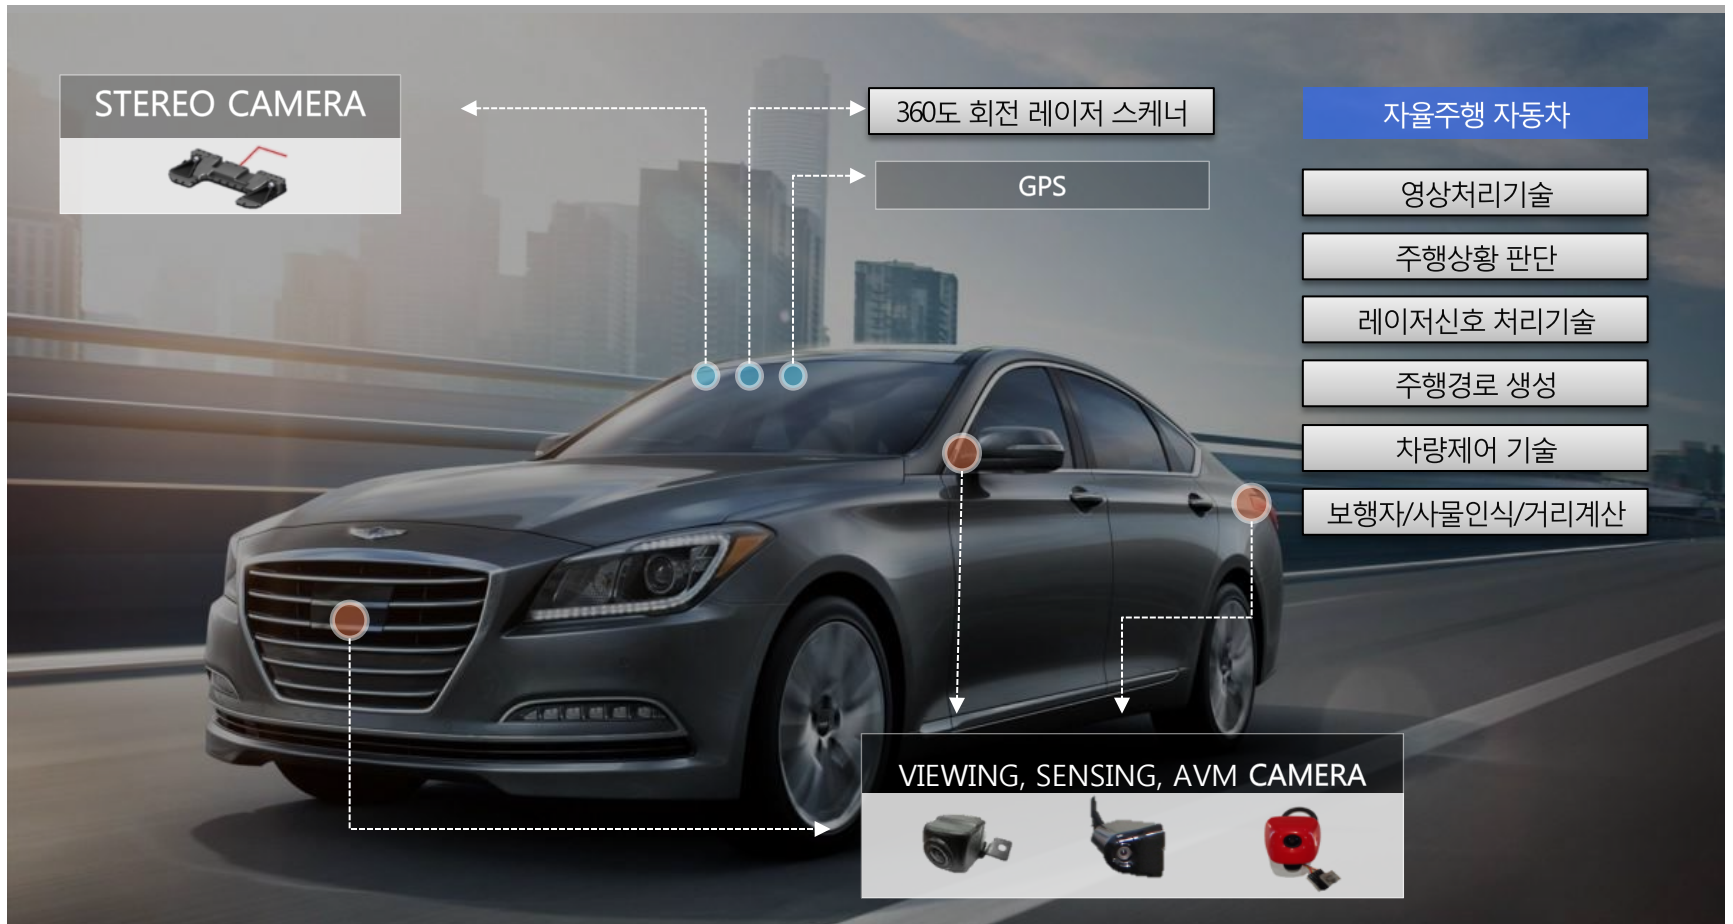 STEREO CAMERA
360도 회전 레이저 스케너
GPS
자율주행 자동차
영상처리기술
주행상황 판단
레이저신호 처리기술
주행경로 생성
차량제어 기술
보행자/사물인식/거리계산
VIEWING, SENSING, AVM CAMERA